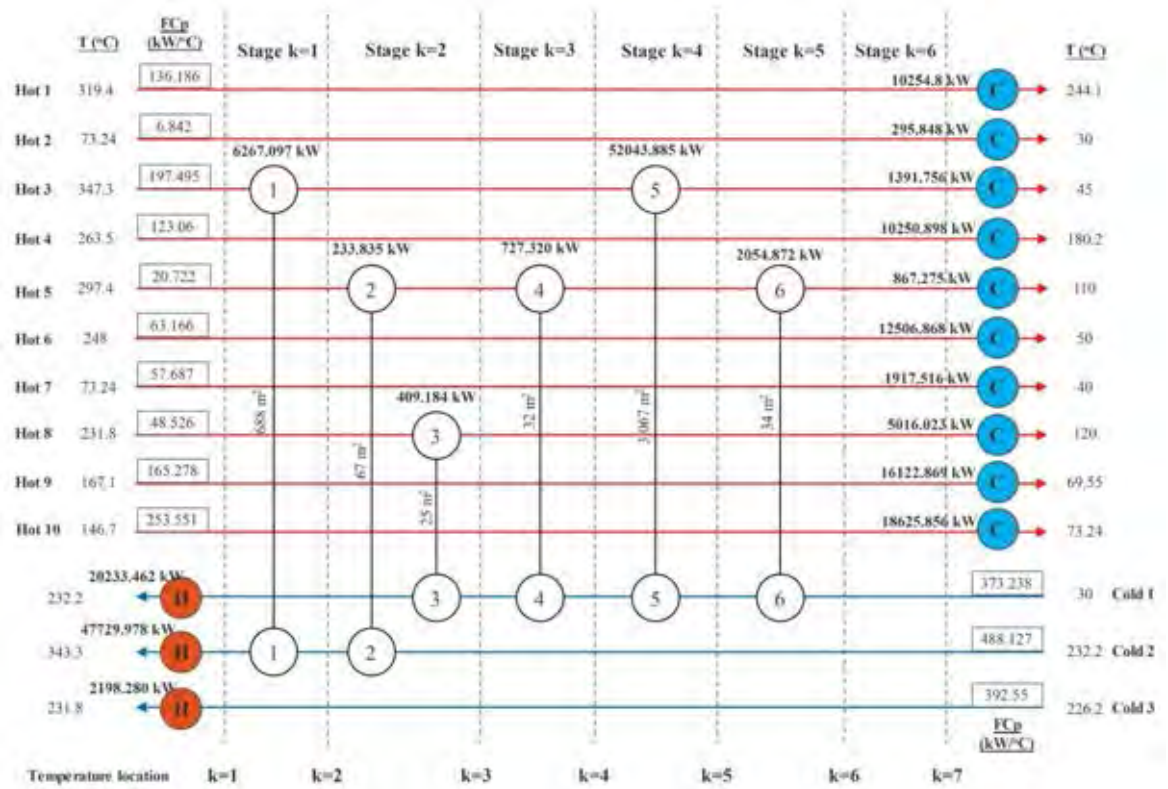 FCp
T (°C) (kW/°C) Stage k=1 Stage k=2 Stage k=3 Stage k=4 Stage k=5 Stage k=6 T (°C)
Hot 1 319.4 136.186 10254.8 kW C 244.1
Hot 2 73.24 6.842 295.848 kW C 30
6267.097 kW 52043.885 kW
Hot 3 347.3 197.495 1 5 1391.756 kW C 45
Hot 4 263.5 123.06 10250.898 kW C 180.2
233.835 kW 727.320 kW 2054.872 kW
Hot 5 297.4 20.722 2 4 6 867.275 kW C 110
Hot 6 248 63.166 12506.868 kW C 50
Hot 7 73.24 57.687 1917.516 kW C 40
688 m² 67 m² 25 m² 32 m² 3,067 m² 34 m²
409.184 kW
Hot 8 231.8 48.526 3 5016.023 kW C 120
Hot 9 167.1 165.278 16122.869 kW C 69.55
Hot 10 146.7 253.551 18625.856 kW C 73.24
20233.462 kW
232.2 H 3 4 5 6 373.238 30 Cold 1
47729.978 kW
343.3 H 1 2 488.127 232.2 Cold 2
2198.280 kW
231.8 H 392.55 226.2 Cold 3
FCp
(kW/°C)
Temperature location k=1 k=2 k=3 k=4 k=5 k=6 k=7